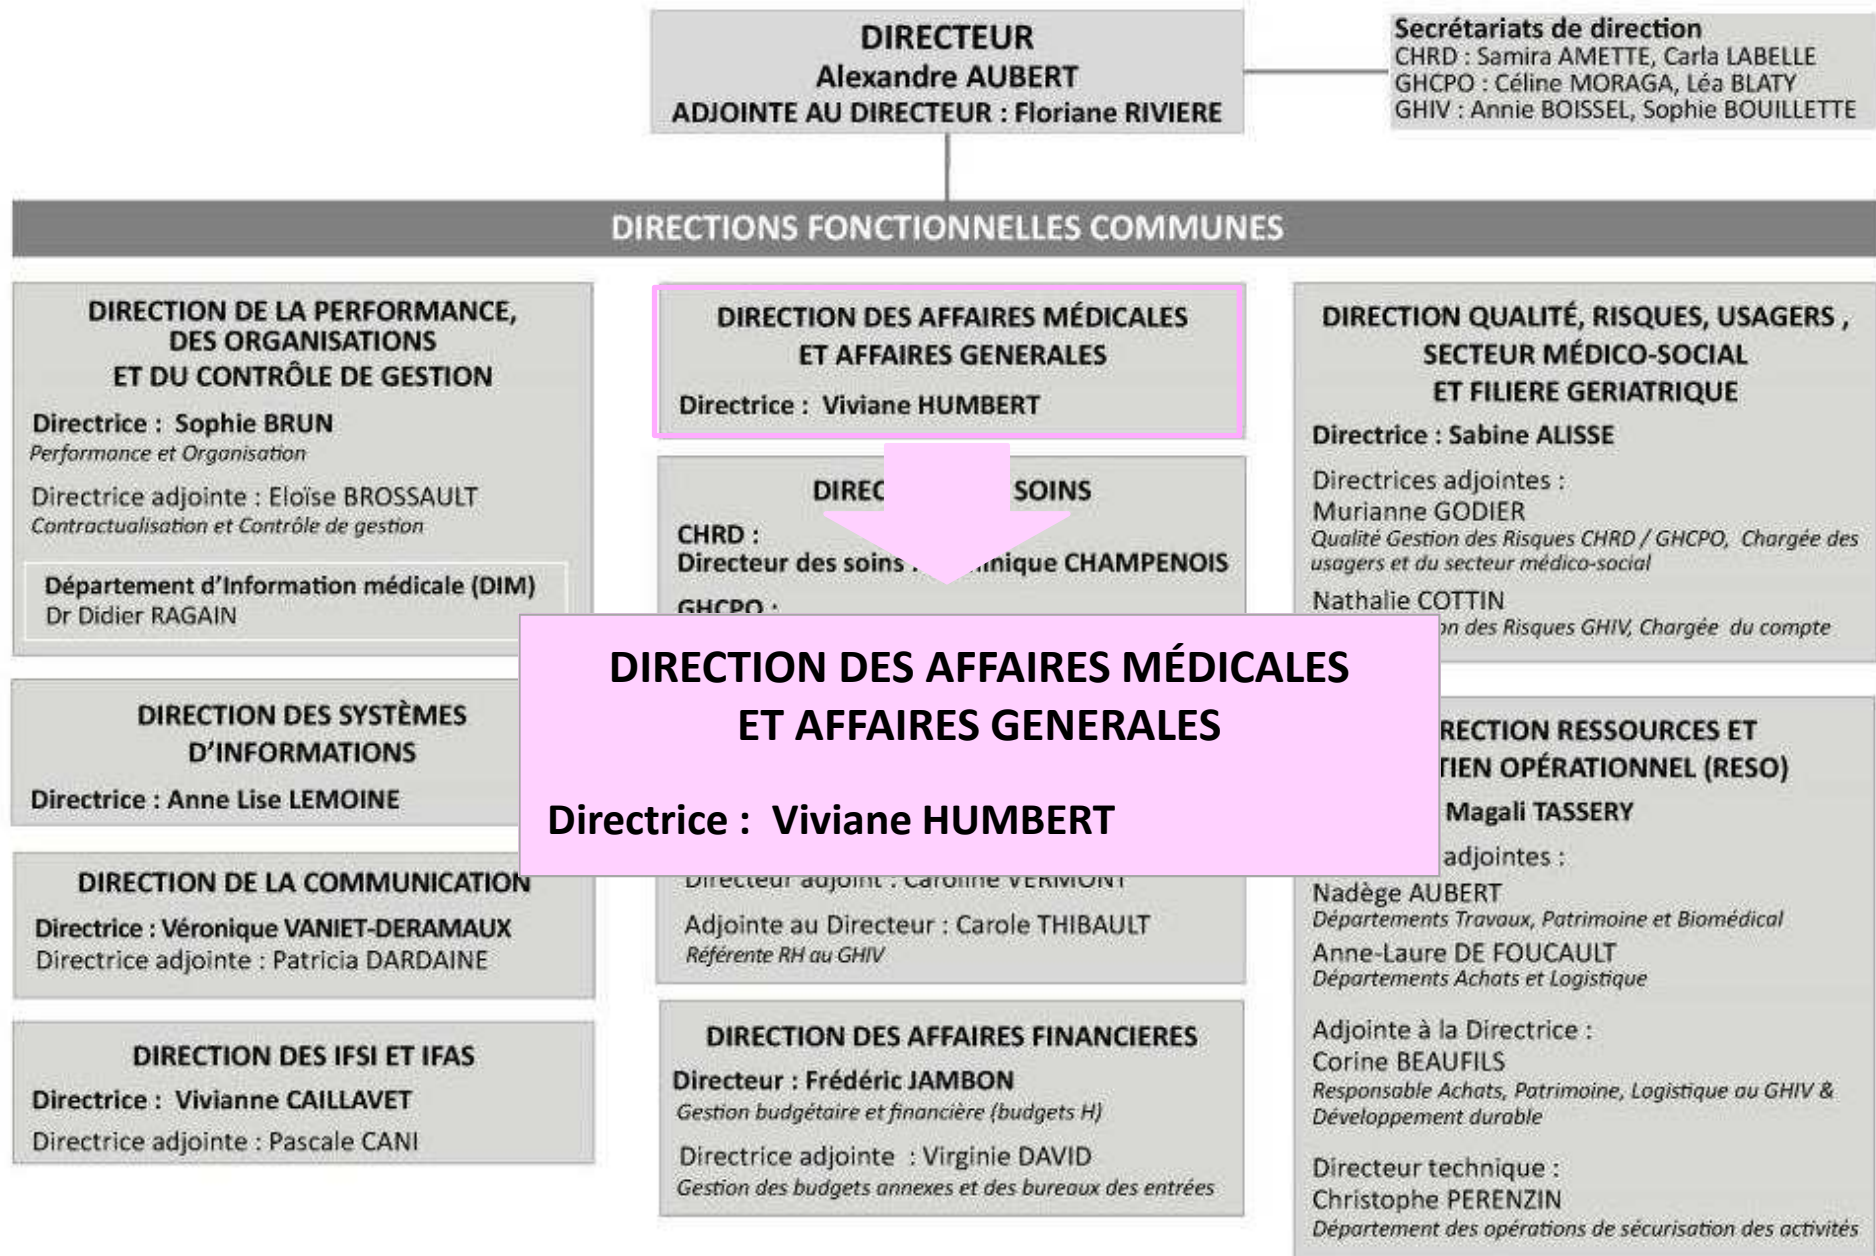 DIRECTEUR
Alexandre AUBERT
ADJOINTE AU DIRECTEUR : Floriane RIVIERE
Secrétariats de direction
CHRD : Samira AMETTE, Carla LABELLE
GHCPO : Céline MORAGA, Léa BLATY
GHIV : Annie BOISSEL, Sophie BOUILLETTE
DIRECTIONS FONCTIONNELLES COMMUNES
DIRECTION DE LA PERFORMANCE,
DES ORGANISATIONS
ET DU CONTRÔLE DE GESTION
Directrice : Sophie BRUN
Performance et Organisation
Directrice adjointe : Eloïse BROSSAULT
Contractualisation et Contrôle de gestion
Département d'Information médicale (DIM)
Dr Didier RAGAIN
DIRECTION DES SYSTÈMES
D'INFORMATIONS
Directrice : Anne Lise LEMOINE
DIRECTION DE LA COMMUNICATION
Directrice : Véronique VANIET-DERAMAUX
Directrice adjointe : Patricia DARDAINE
DIRECTION DES IFSI ET IFAS
Directrice : Vivianne CAILLAVET
Directrice adjointe : Pascale CANI
DIRECTION DES AFFAIRES MÉDICALES
ET AFFAIRES GENERALES
Directrice : Viviane HUMBERT
SOINS
CHRD :
Directeur des soins CHAMPENOIS
GHCPO :
DIRECTION DES AFFAIRES MÉDICALES
ET AFFAIRES GENERALES
Directrice : Viviane HUMBERT
Directeur adjoint : Caroline VERMONT
Adjointe au Directeur : Carole THIBAULT
Référente RH au GHIV
DIRECTION DES AFFAIRES FINANCIERES
Directeur : Frédéric JAMBON
Gestion budgétaire et financière (budgets H)
Directrice adjointe : Virginie DAVID
Gestion des budgets annexes et des bureaux des entrées
DIRECTION QUALITÉ, RISQUES, USAGERS ,
SECTEUR MÉDICO-SOCIAL
ET FILIERE GERIATRIQUE
Directrice : Sabine ALISSE
Directrices adjointes :
Murianne GODIER
Qualité Gestion des Risques CHRD / GHCPO, Chargée des
usagers et du secteur médico-social
Nathalie COTTIN
des Risques GHIV, Chargée du compte
RESSOURCES ET
OPÉRATIONNEL (RESO)
Magali TASSERY
adjointes :
Nadège AUBERT
Départements Travaux, Patrimoine et Biomédical
Anne-Laure DE FOUCAULT
Départements Achats et Logistique
Adjointe à la Directrice :
Corine BEAUFILS
Responsable Achats, Patrimoine, Logistique au GHIV &
Développement durable
Directeur technique :
Christophe PERENZIN
Département des opérations de sécurisation des activités